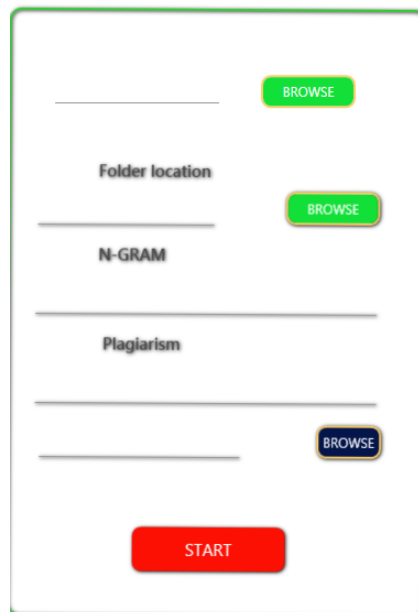 BROWSE
Folder location
BROWSE
N-GRAM
Plagiarism
BROWSE
START